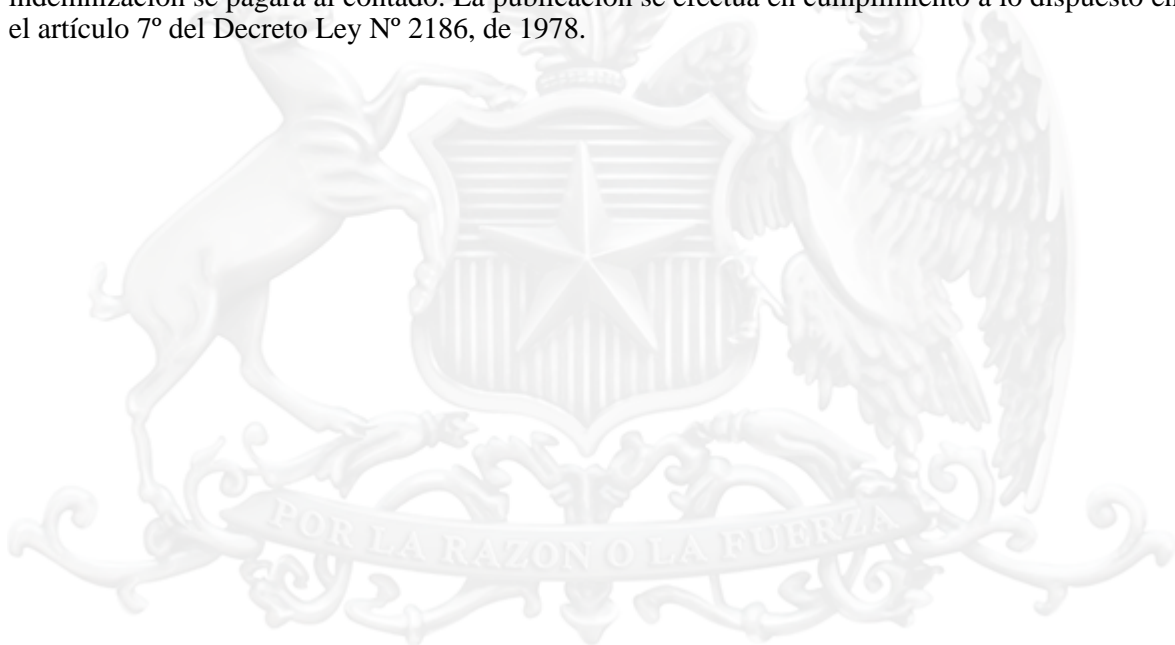 indemnización se pagará al contado. La publicación se efectúa en cumplimiento a lo dispuesto en
el artículo 7º del Decreto Ley Nº 2186, de 1978.
POR LA RAZON O LA FUERZA